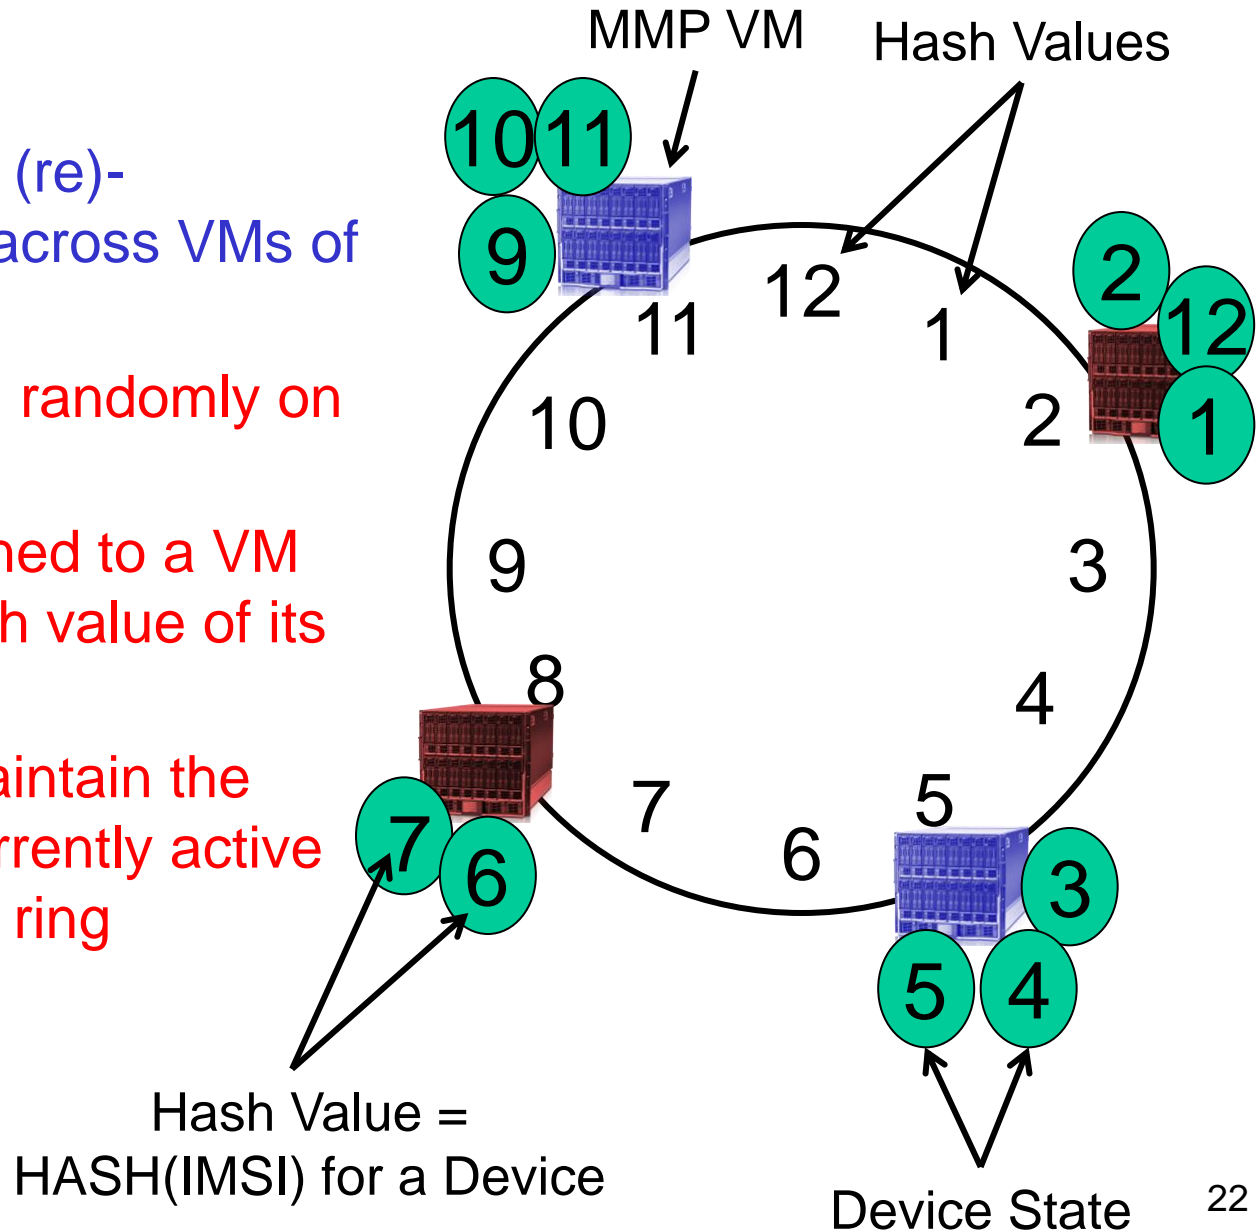 MMP VM
Hash Values
(re)-
across VMs of
randomly on
ned to a VM
h value of its
aintain the
rrently active
ring
10 11
9
2
12
1
12
1
11
2
10
3
9
4
8
5
7
6
7
6
3
5
4
Hash Value =
HASH(IMSI) for a Device
Device State
22